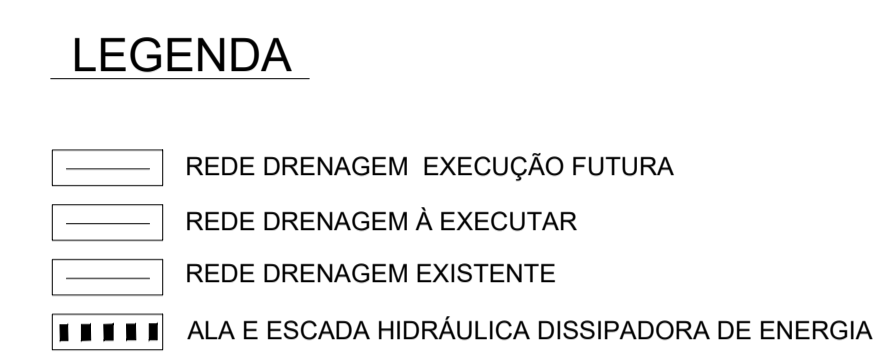 LEGENDA
REDE DRENAGEM EXECUÇÃO FUTURA
REDE DRENAGEM À EXECUTAR
REDE DRENAGEM EXISTENTE
ALA E ESCADA HIDRÁULICA DISSIPADORA DE ENERGIA